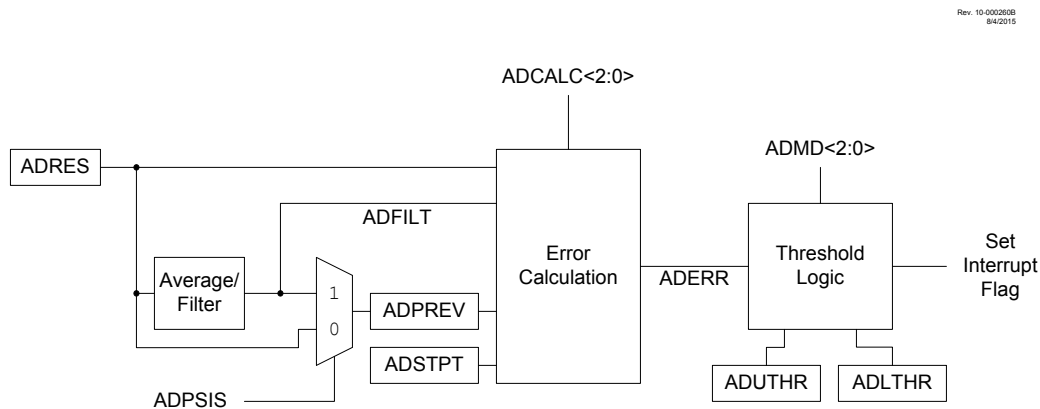 Rev. 10-000260B
8/4/2015
ADCALC<2:0>
ADMD<2:0>
ADRES
ADFILT
Average/
Filter
1
0
ADPREV
ADSTPT
ADPSIS
Error
Calculation
ADERR
Threshold
Logic
Set
Interrupt
Flag
ADUTHR
ADLTHR